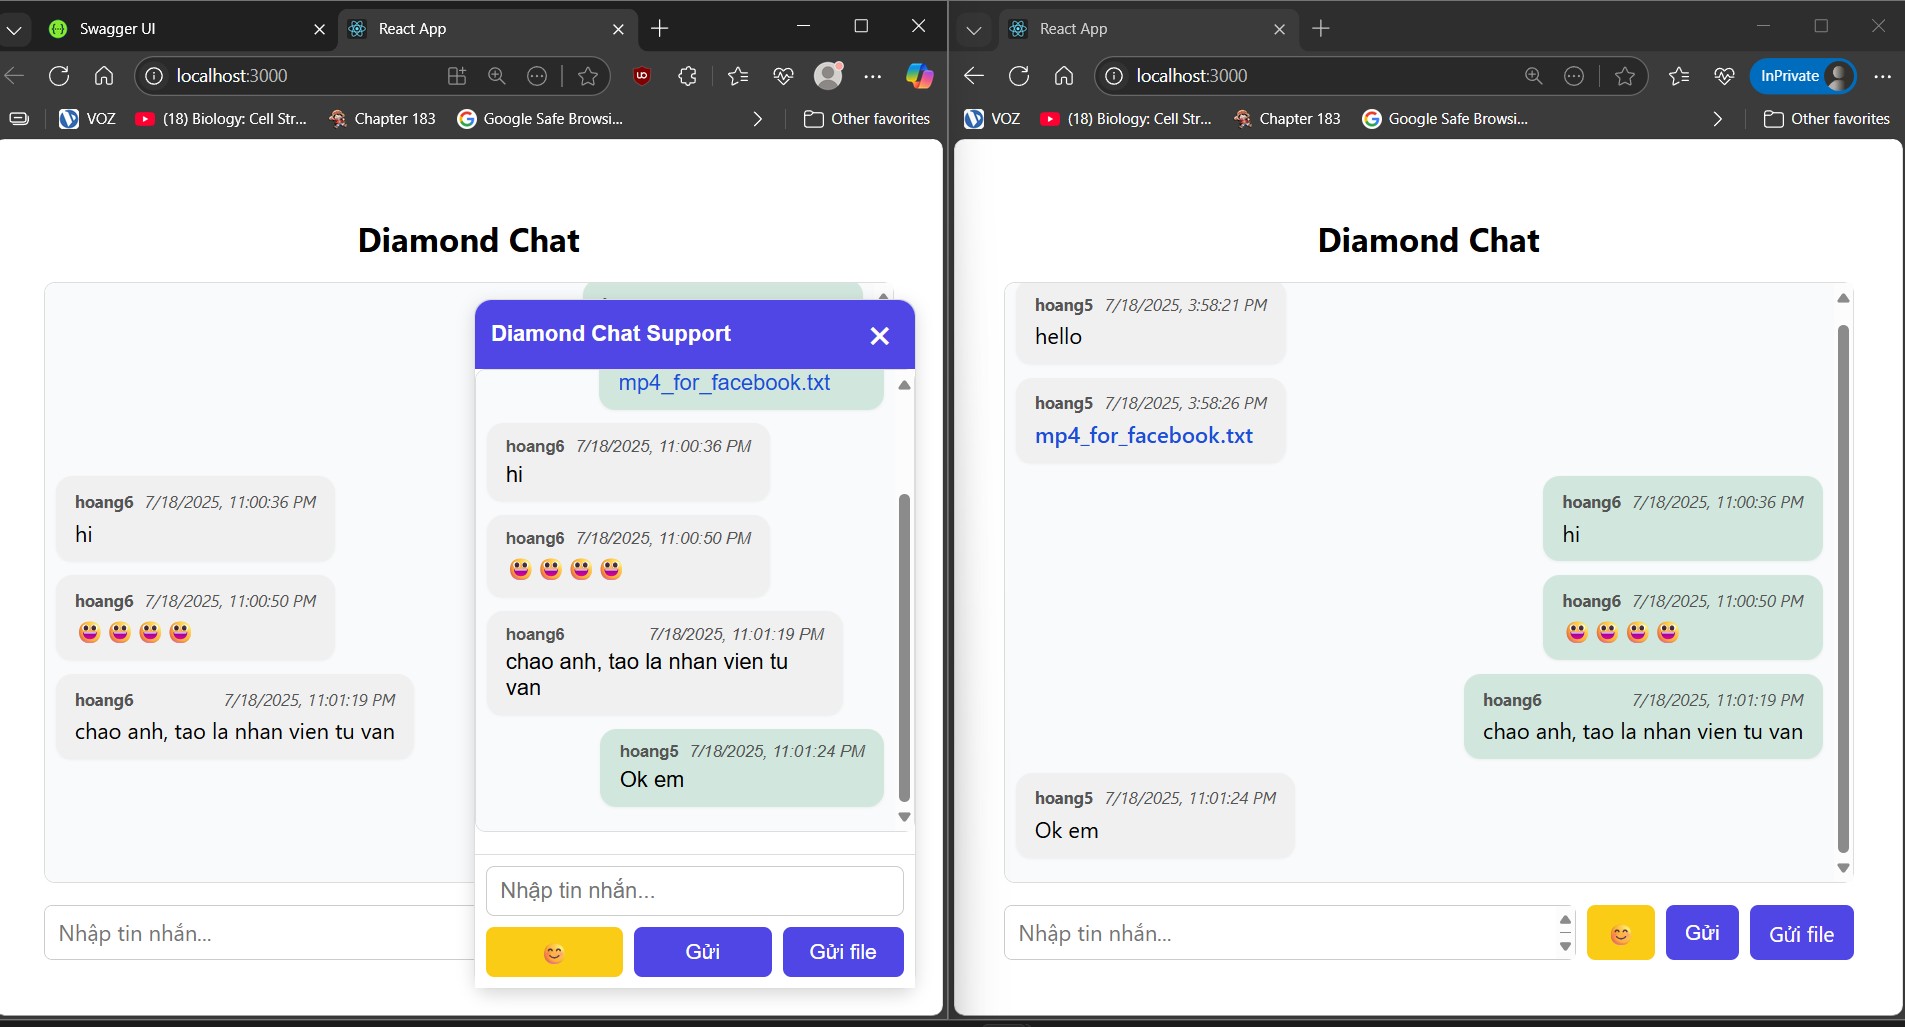 Swagger UI
React App
localhost:3000
VOZ
(18) Biology: Cell Str...
Chapter 183
Google Safe Browsi...
Other favorites
Diamond Chat
hoang6 7/18/2025, 11:00:36 PM
hi
hoang6 7/18/2025, 11:00:50 PM
😀 😀 😀 😀
hoang6 7/18/2025, 11:01:19 PM
chao anh, tao la nhan vien tu van
Nhập tin nhắn...
Diamond Chat Support
mp4_for_facebook.txt
hoang6 7/18/2025, 11:00:36 PM
hi
hoang6 7/18/2025, 11:00:50 PM
😀 😀 😀 😀
hoang6 7/18/2025, 11:01:19 PM
chao anh, tao la nhan vien tu
van
hoang5 7/18/2025, 11:01:24 PM
Ok em
Nhập tin nhắn...
😊 Gửi Gửi file
React App
localhost:3000
InPrivate
VOZ
(18) Biology: Cell Str...
Chapter 183
Google Safe Browsi...
Other favorites
Diamond Chat
hoang5 7/18/2025, 3:58:21 PM
hello
hoang5 7/18/2025, 3:58:26 PM
mp4_for_facebook.txt
hoang6 7/18/2025, 11:00:36 PM
hi
hoang6 7/18/2025, 11:00:50 PM
😀 😀 😀 😀
hoang6 7/18/2025, 11:01:19 PM
chao anh, tao la nhan vien tu van
hoang5 7/18/2025, 11:01:24 PM
Ok em
Nhập tin nhắn...
😊 Gửi Gửi file